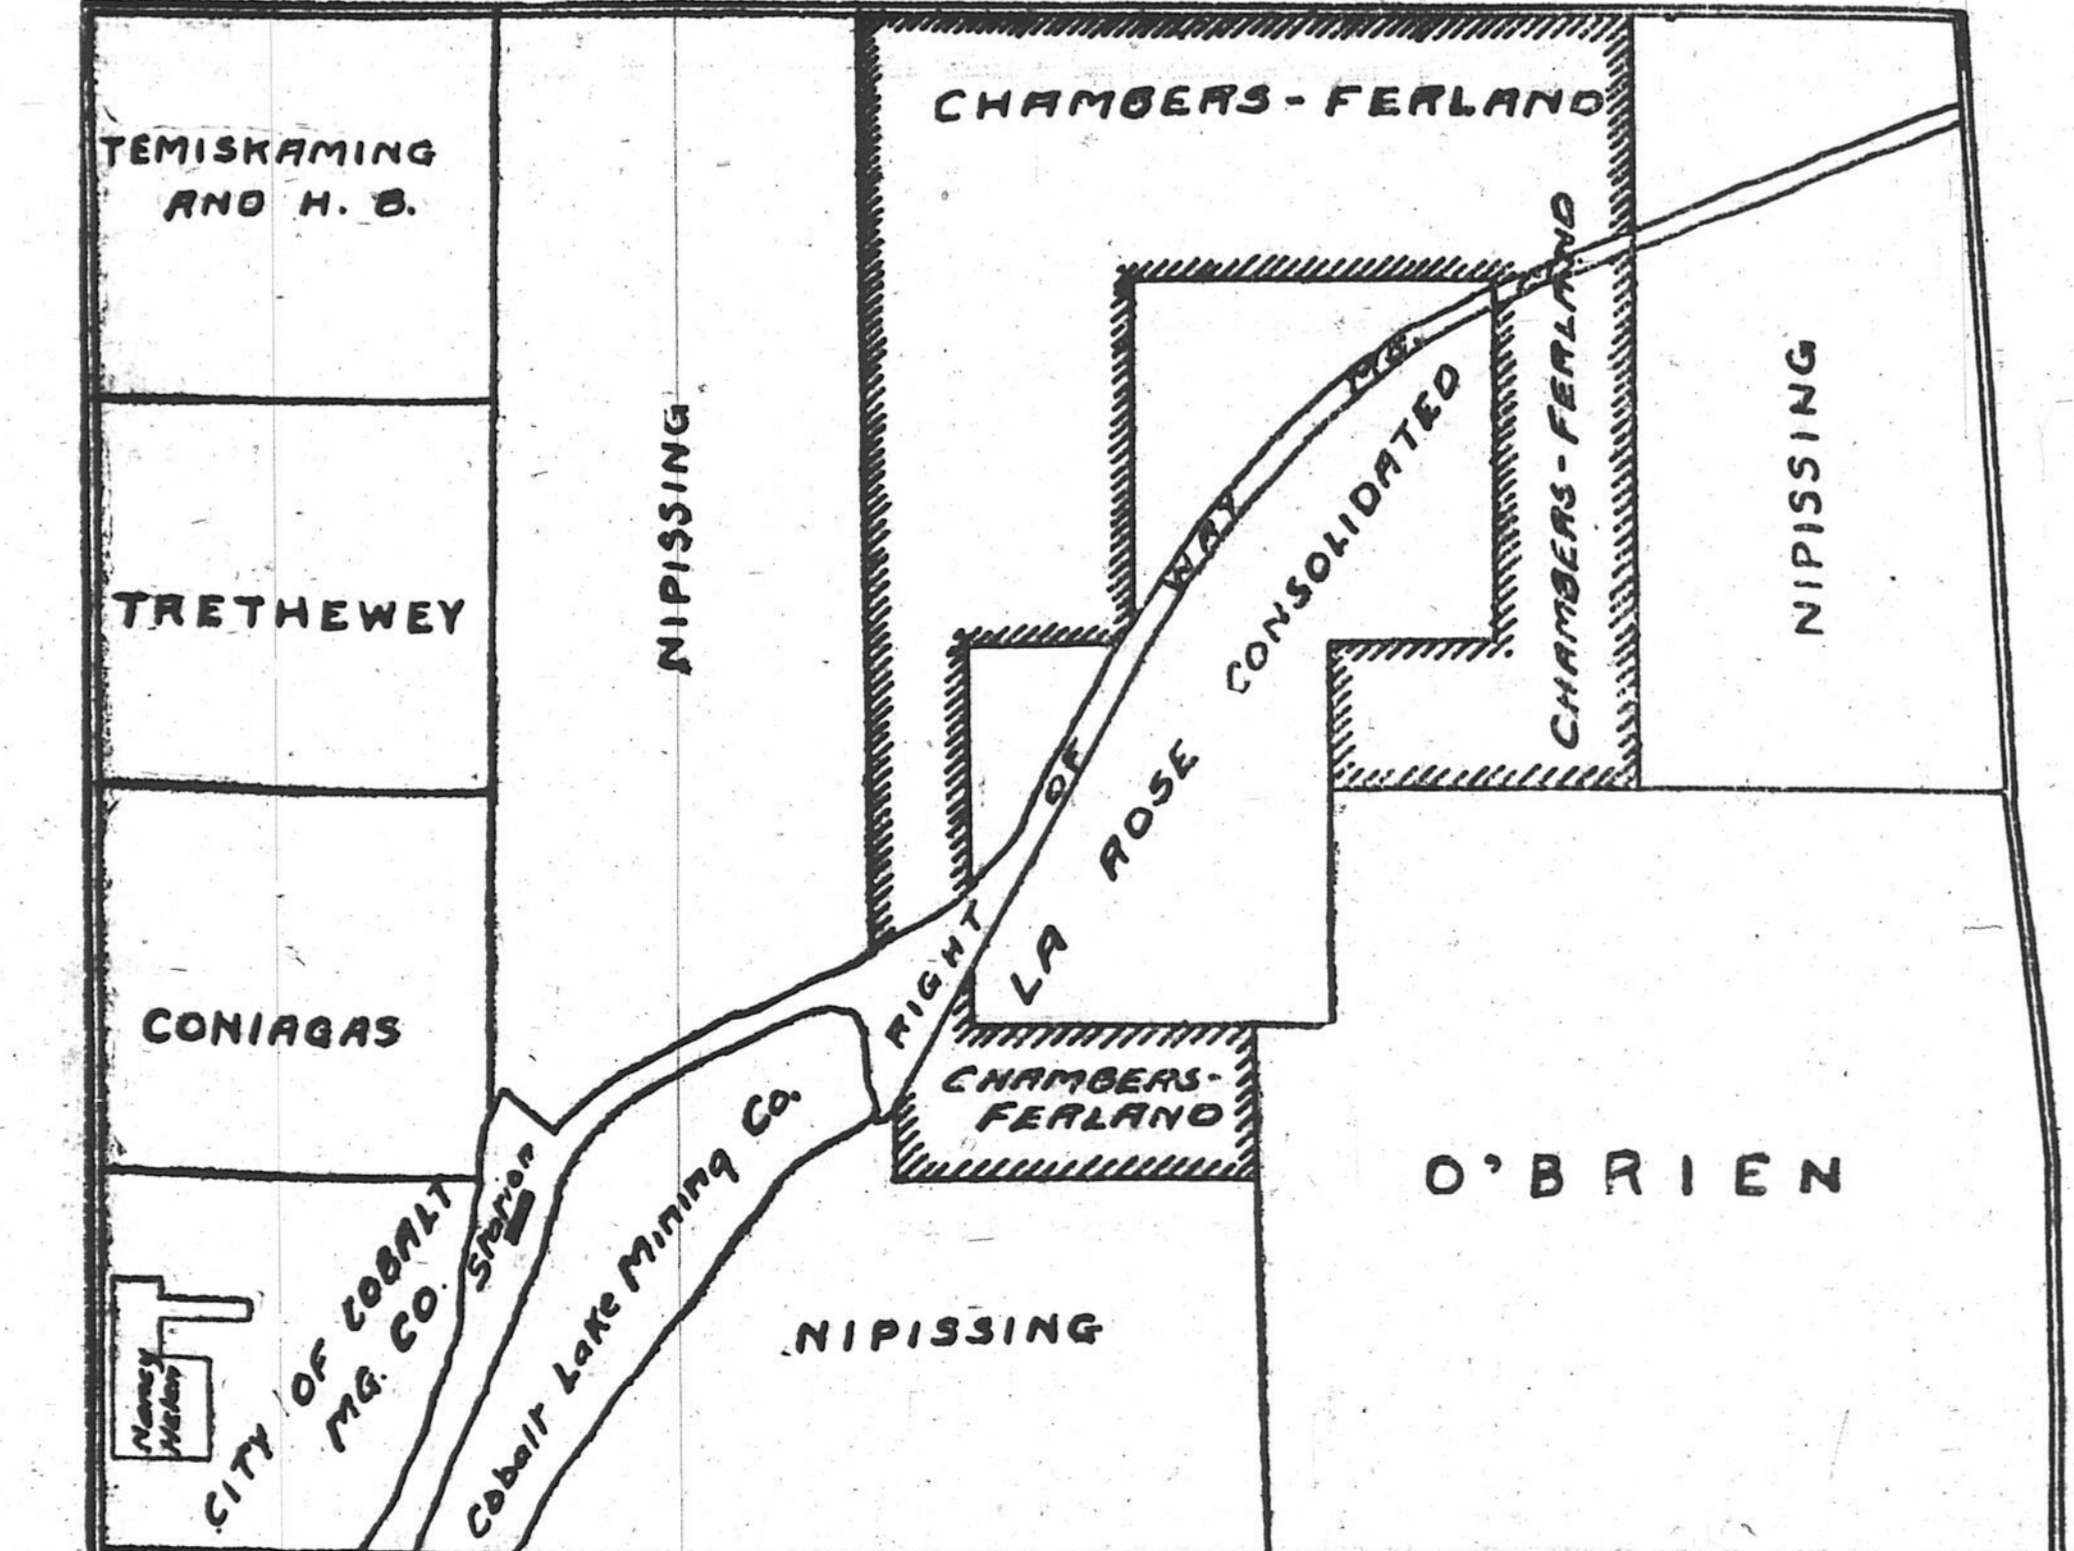 CHAMBERS - FERLAND
TEMISKAMING
AND H. B.
CHAMBERS - FERLAND
NIPISSING
NIPISSING
TRETHEWEY
RIGHT OF WAY MG.
LA ROSE CONSOLIDATED
CONIAGAS
CHAMBERS-
FERLAND
O'BRIEN
Station
CITY OF COBALT
MG. CO.
Cobalt Lake Mining Co.
NIPISSING
Nancy
Helen